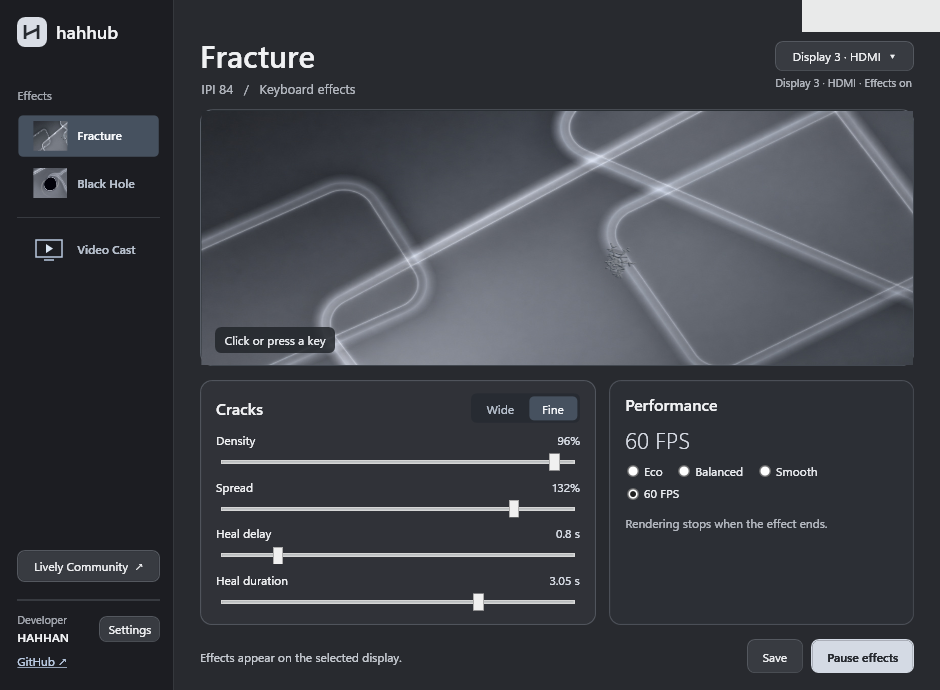 hahhub
Effects
Fracture
Black Hole
Video Cast
Lively Community ↗
Developer
HAHHAN
Settings
GitHub ↗
Fracture
IPI 84 / Keyboard effects
Display 3 · HDMI ▾
Display 3 · HDMI · Effects on
Click or press a key
Cracks
Wide
Fine
Density 96%
Spread 132%
Heal delay 0.8 s
Heal duration 3.05 s
Performance
60 FPS
Eco Balanced Smooth
60 FPS
Rendering stops when the effect ends.
Effects appear on the selected display.
Save
Pause effects